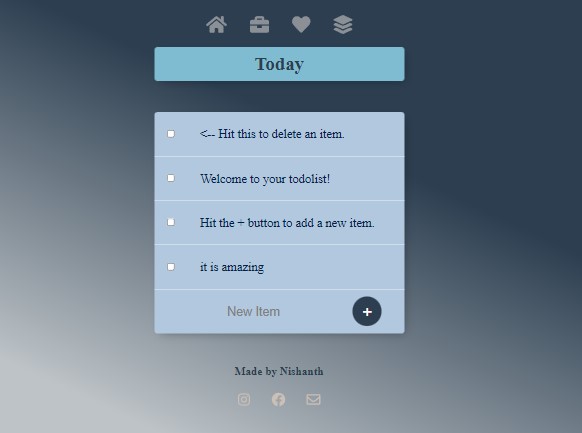 Today
<-- Hit this to delete an item.
Welcome to your todolist!
Hit the + button to add a new item.
it is amazing
New Item
+
Made by Nishanth